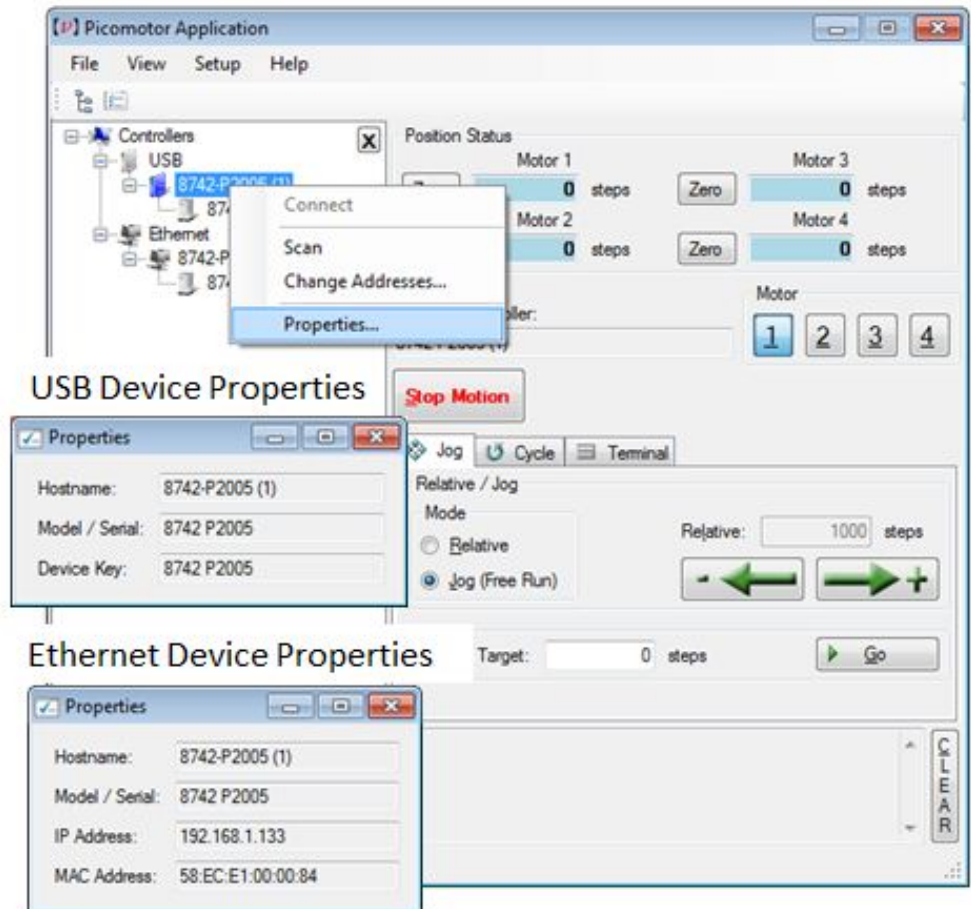 Picomotor Application
File View Setup Help
Controllers
USB
8742-P2005 (1)
Ethernet
8742-P
Connect
Scan
Change Addresses...
Properties...
X
Position Status
Motor 1
0 steps
Motor 2
0 steps
Motor 3
Zero 0 steps
Motor 4
Zero 0 steps
Motor
1 2 3 4
Stop Motion
Jog Cycle Terminal
Relative / Jog
Mode
Relative
Jog (Free Run)
Relative: 1000 steps
- +
Target: 0 steps
Go
CLEAR
USB Device Properties
Properties
Hostname: 8742-P2005 (1)
Model / Serial: 8742 P2005
Device Key: 8742 P2005
Ethernet Device Properties
Properties
Hostname: 8742-P2005 (1)
Model / Serial: 8742 P2005
IP Address: 192.168.1.133
MAC Address: 58:EC:E1:00:00:84